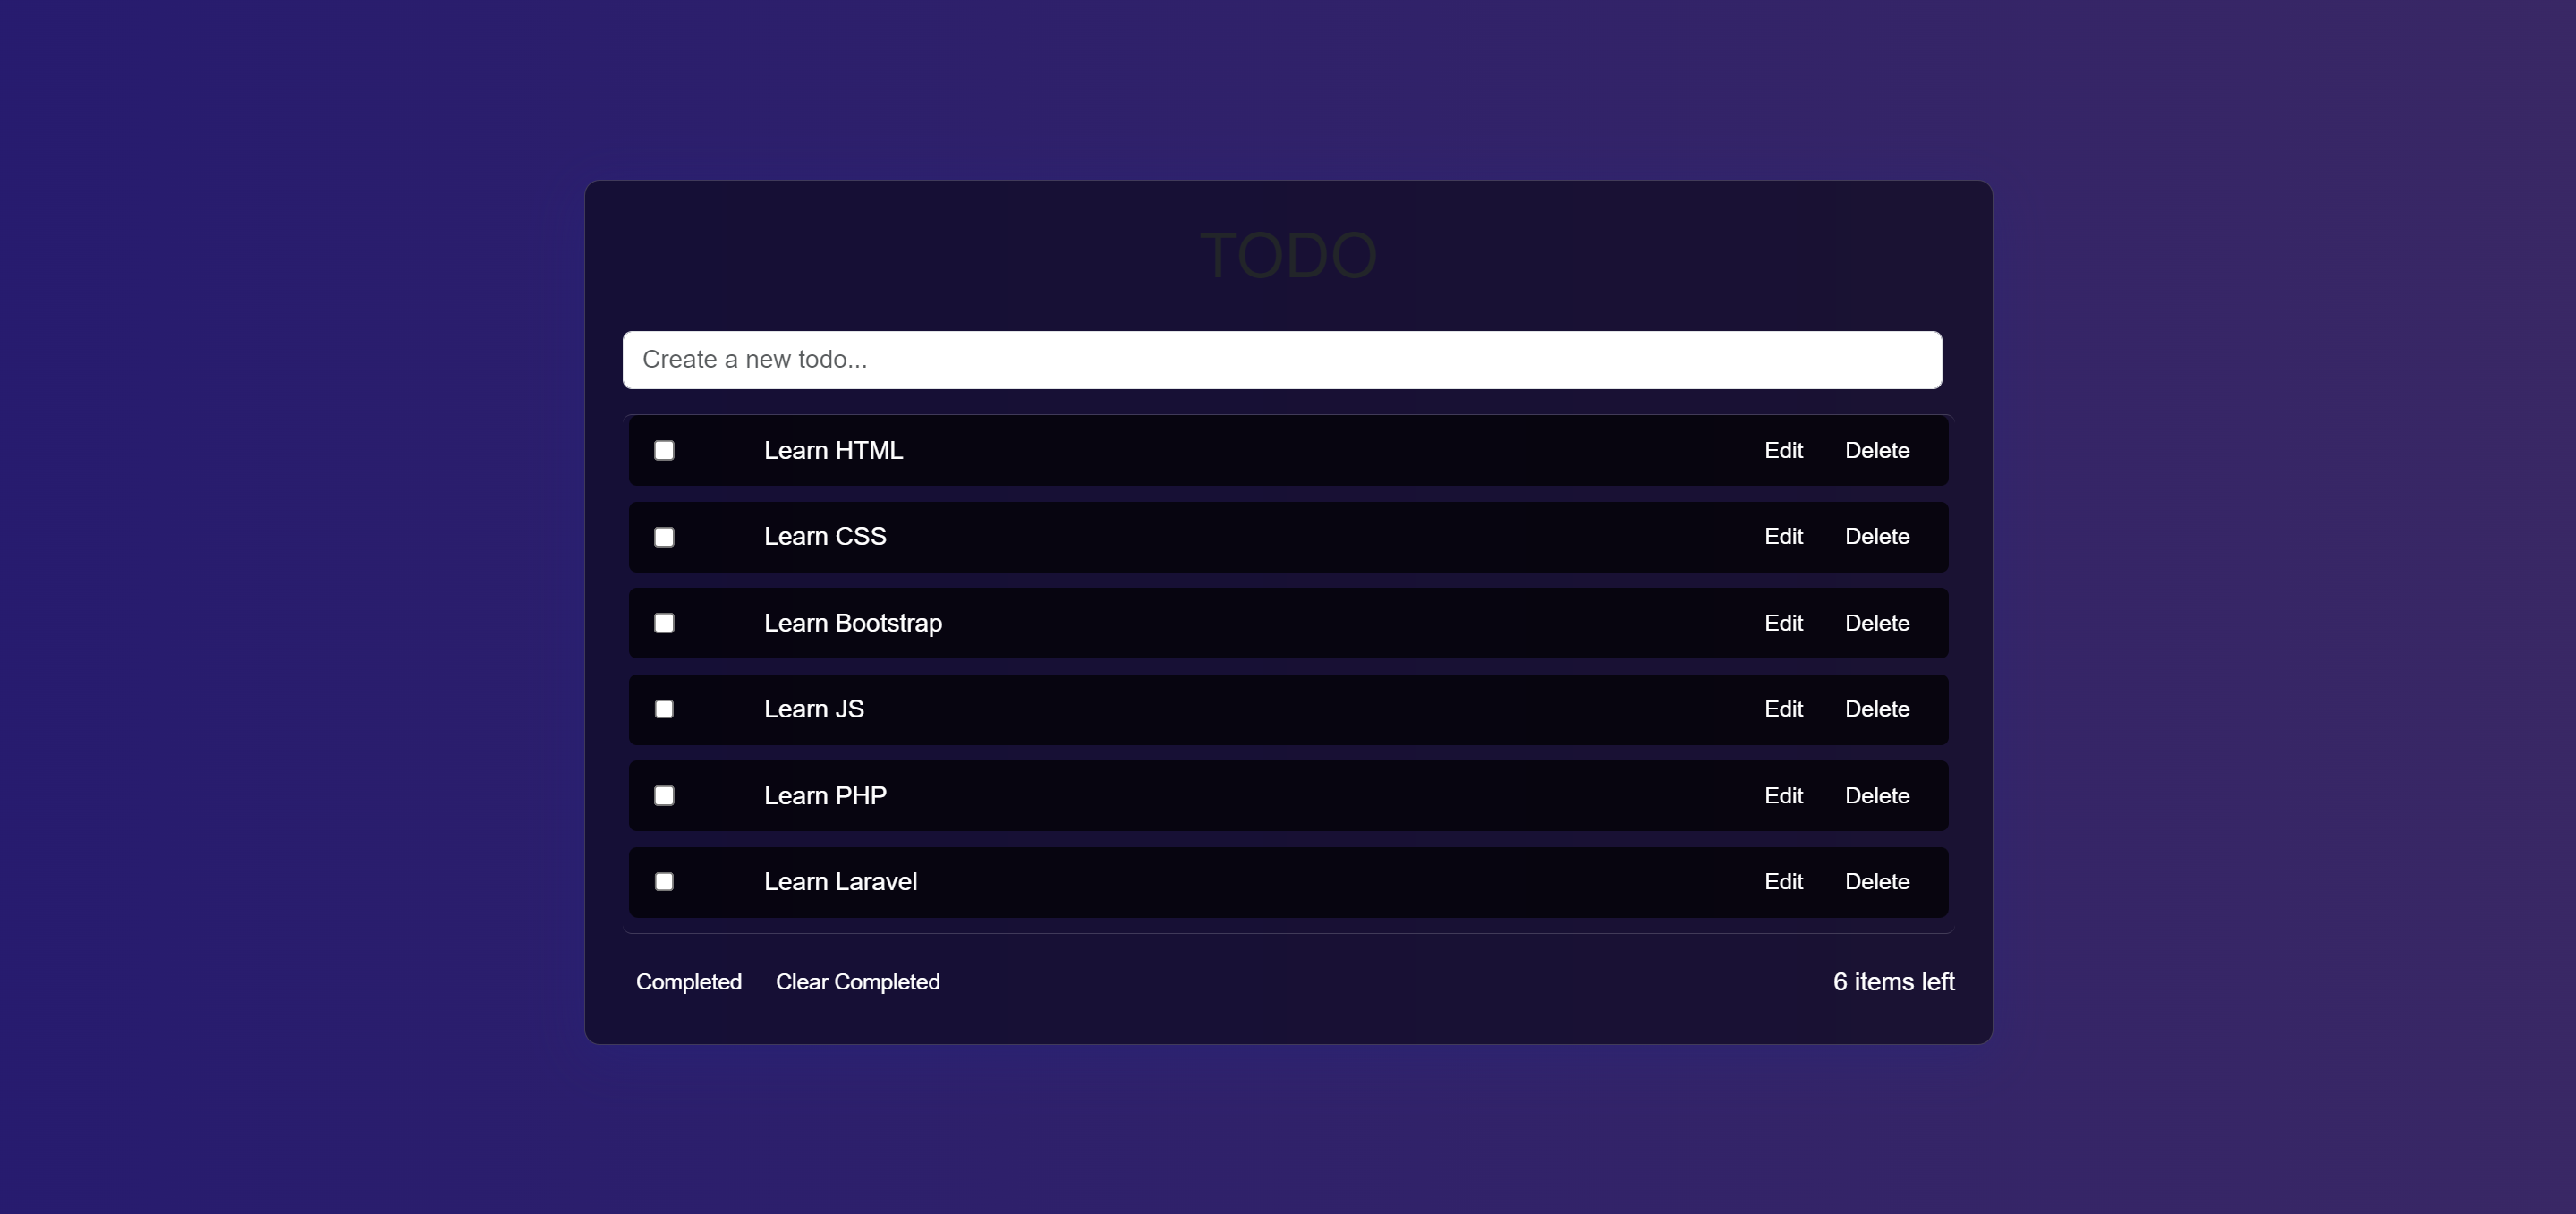 TODO
Create a new todo...
Learn HTML Edit Delete
Learn CSS Edit Delete
Learn Bootstrap Edit Delete
Learn JS Edit Delete
Learn PHP Edit Delete
Learn Laravel Edit Delete
Completed Clear Completed 6 items left